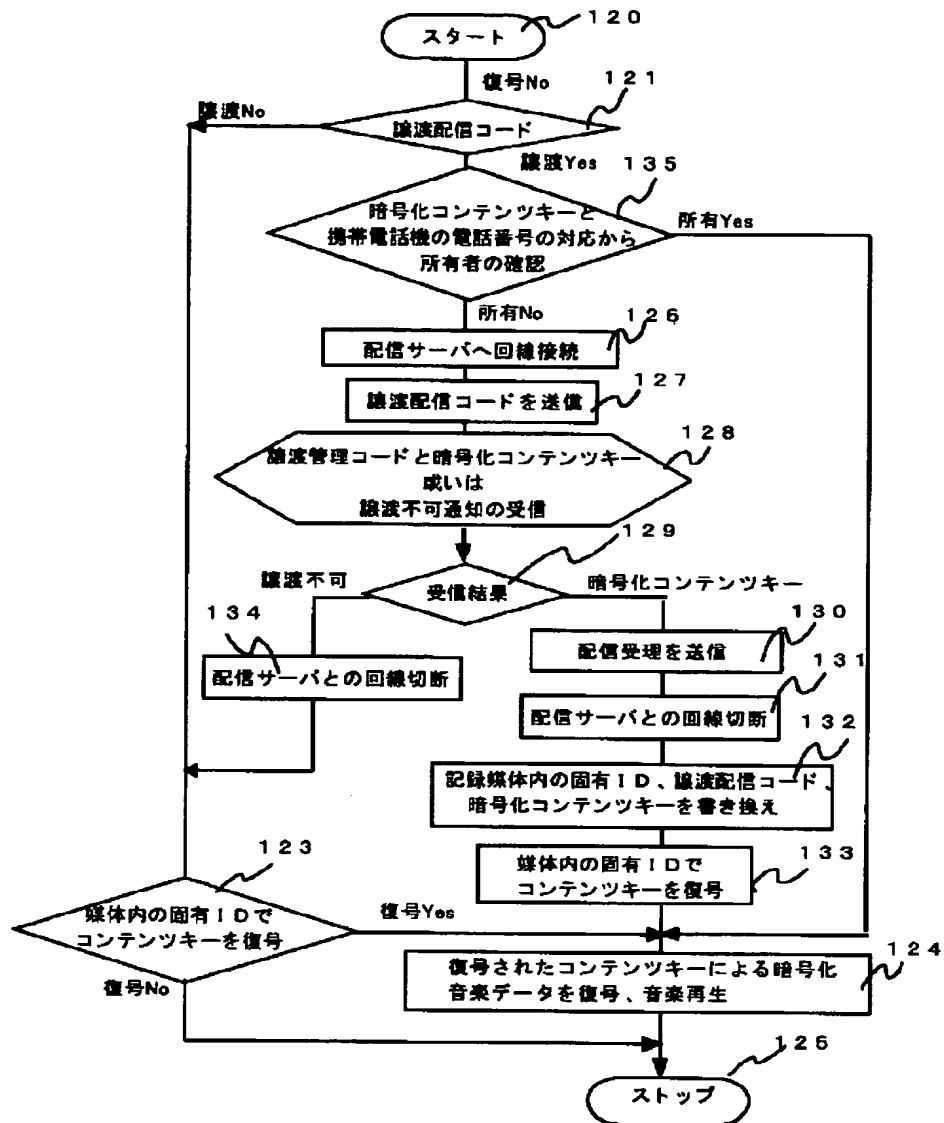 120
スタート
復号No
121
譲渡No
譲渡配信コード
譲渡Yes
135
暗号化コンテンツキーと
携帯電話機の電話番号の対応から
所有者の確認
所有Yes
所有No
126
配信サーバへ回線接続
127
譲渡配信コードを送信
128
譲渡管理コードと暗号化コンテンツキー
成いは
譲渡不可通知の受信
129
譲渡不可
受信結果
暗号化コンテンツキー
134
130
配信受理を送信
配信サーバとの回線切断
131
配信サーバとの回線切断
132
記録媒体内の固有ID、譲渡配信コード、
暗号化コンテンツキーを書き換え
123
133
媒体内の固有IDで
コンテンツキーを復号
媒体内の固有IDで
コンテンツキーを復号
復号Yes
124
復号No
復号されたコンテンツキーによる暗号化
音楽データを復号、音楽再生
125
ストップ